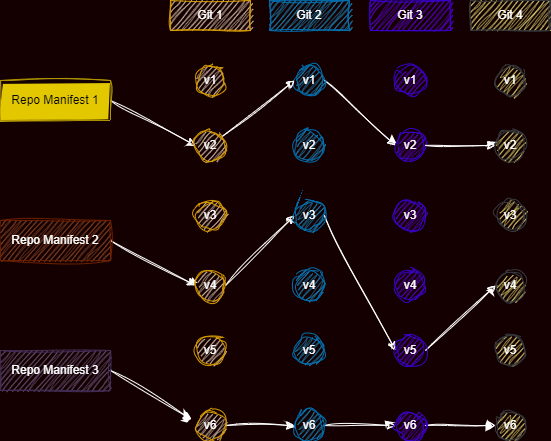 Git 1 Git 2 Git 3 Git 4
v1 v1 v1 v1
Repo Manifest 1
v2 v2 v2 v2
v3 v3 v3 v3
Repo Manifest 2
v4 v4 v4 v4
v5 v5 v5 v5
Repo Manifest 3
v6 v6 v6 v6